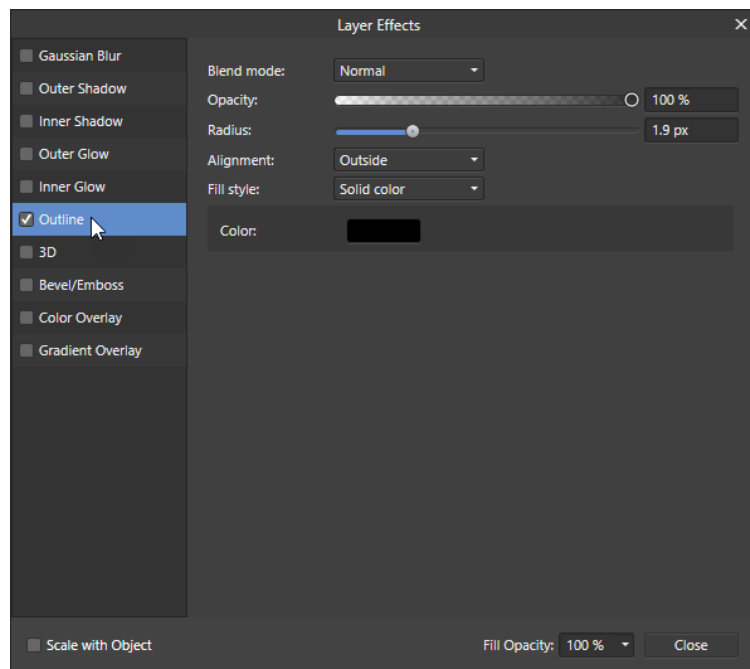 Layer Effects
Gaussian Blur
Outer Shadow
Inner Shadow
Outer Glow
Inner Glow
Outline
3D
Bevel/Emboss
Color Overlay
Gradient Overlay
Blend mode: Normal
Opacity: 100 %
Radius: 1.9 px
Alignment: Outside
Fill style: Solid color
Color:
Scale with Object
Fill Opacity: 100 %
Close